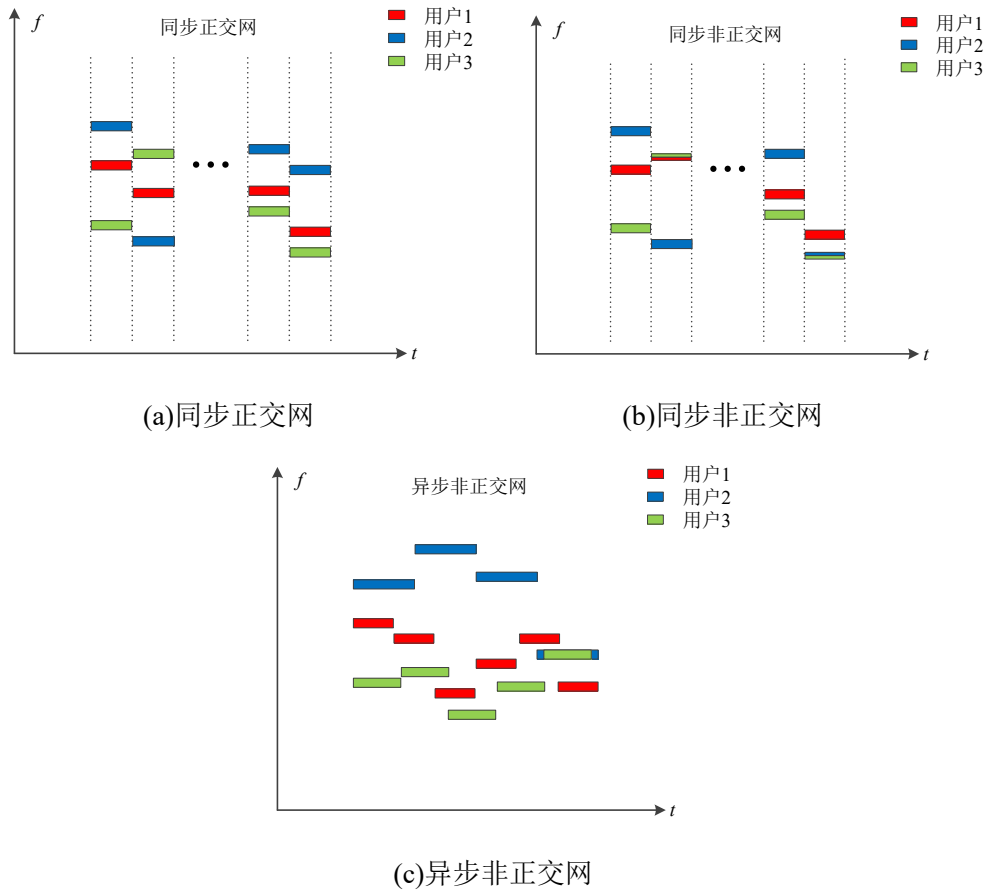 f
同步正交网
用户1
用户2
用户3
t
(a)同步正交网
f
同步非正交网
用户1
用户2
用户3
t
(b)同步非正交网
f
异步非正交网
用户1
用户2
用户3
t
(c)异步非正交网